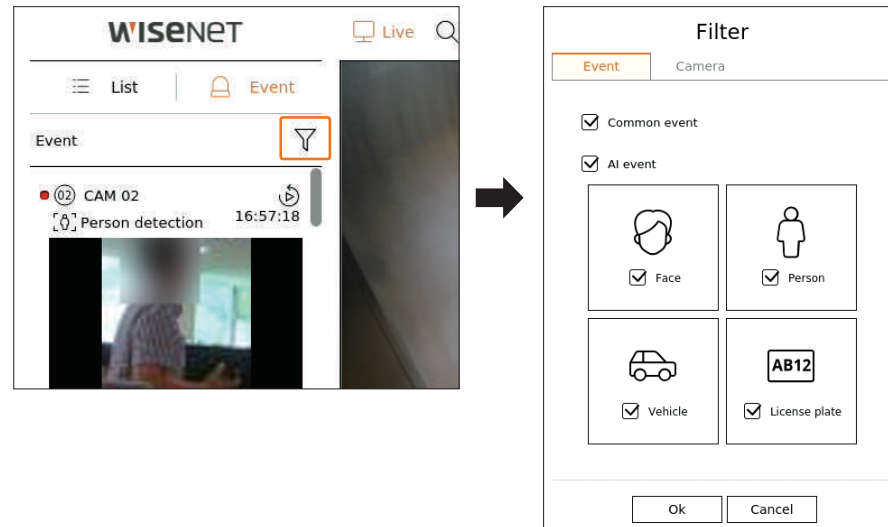 WISENET
Live
List
Event
Event
02 CAM 02
Person detection
16:57:18
Filter
Event
Camera
Common event
AI event
Face
Person
Vehicle
AB12
License plate
Ok
Cancel